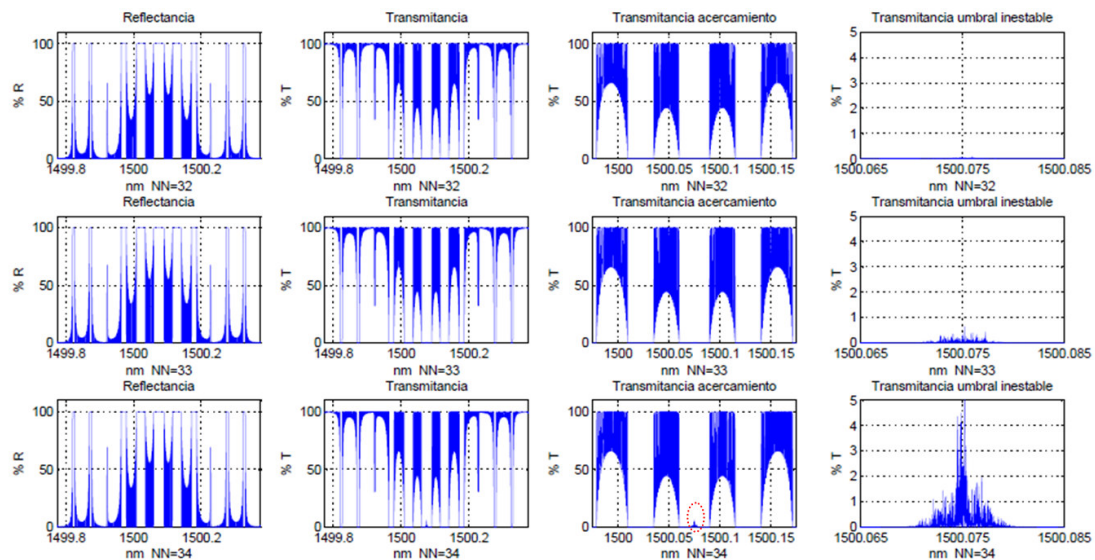 Reflectancia
Transmitancia
Transmitancia acercamiento
Transmitancia umbral inestable
% R
100
50
0
1499.8 1500 1500.2
nm NN=32
% T
100
50
0
1499.8 1500 1500.2
nm NN=32
% T
100
50
0
1500 1500.05 1500.1 1500.15
nm NN=32
% T
5
4
3
2
1
0
1500.065 1500.075 1500.085
nm NN=32
Reflectancia
Transmitancia
Transmitancia acercamiento
Transmitancia umbral inestable
% R
100
50
0
1499.8 1500 1500.2
nm NN=33
% T
100
50
0
1499.8 1500 1500.2
nm NN=33
% T
100
50
0
1500 1500.05 1500.1 1500.15
nm NN=33
% T
5
4
3
2
1
0
1500.065 1500.075 1500.085
nm NN=33
Reflectancia
Transmitancia
Transmitancia acercamiento
Transmitancia umbral inestable
% R
100
50
0
1499.8 1500 1500.2
nm NN=34
% T
100
50
0
1499.8 1500 1500.2
nm NN=34
% T
100
50
0
1500 1500.05 1500.1 1500.15
nm NN=34
% T
5
4
3
2
1
0
1500.065 1500.075 1500.085
nm NN=34